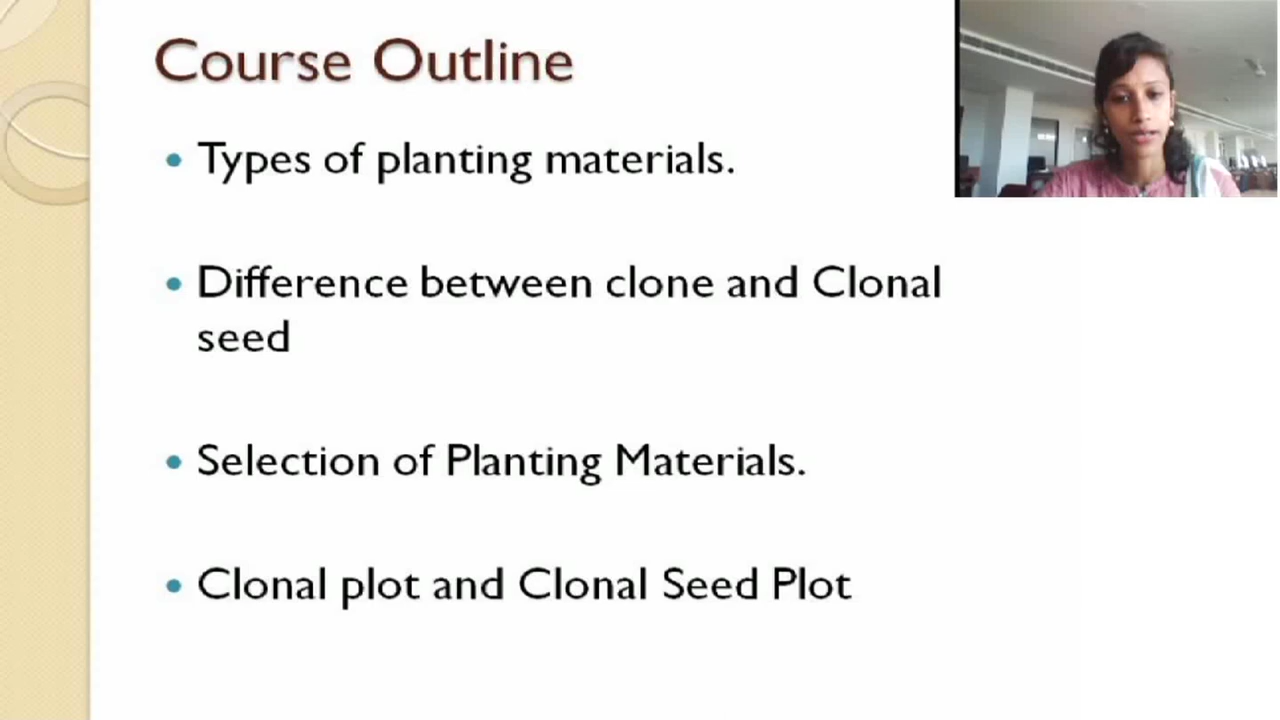 Course Outline
Types of planting materials.
Difference between clone and Clonal
seed
Selection of Planting Materials.
Clonal plot and Clonal Seed Plot